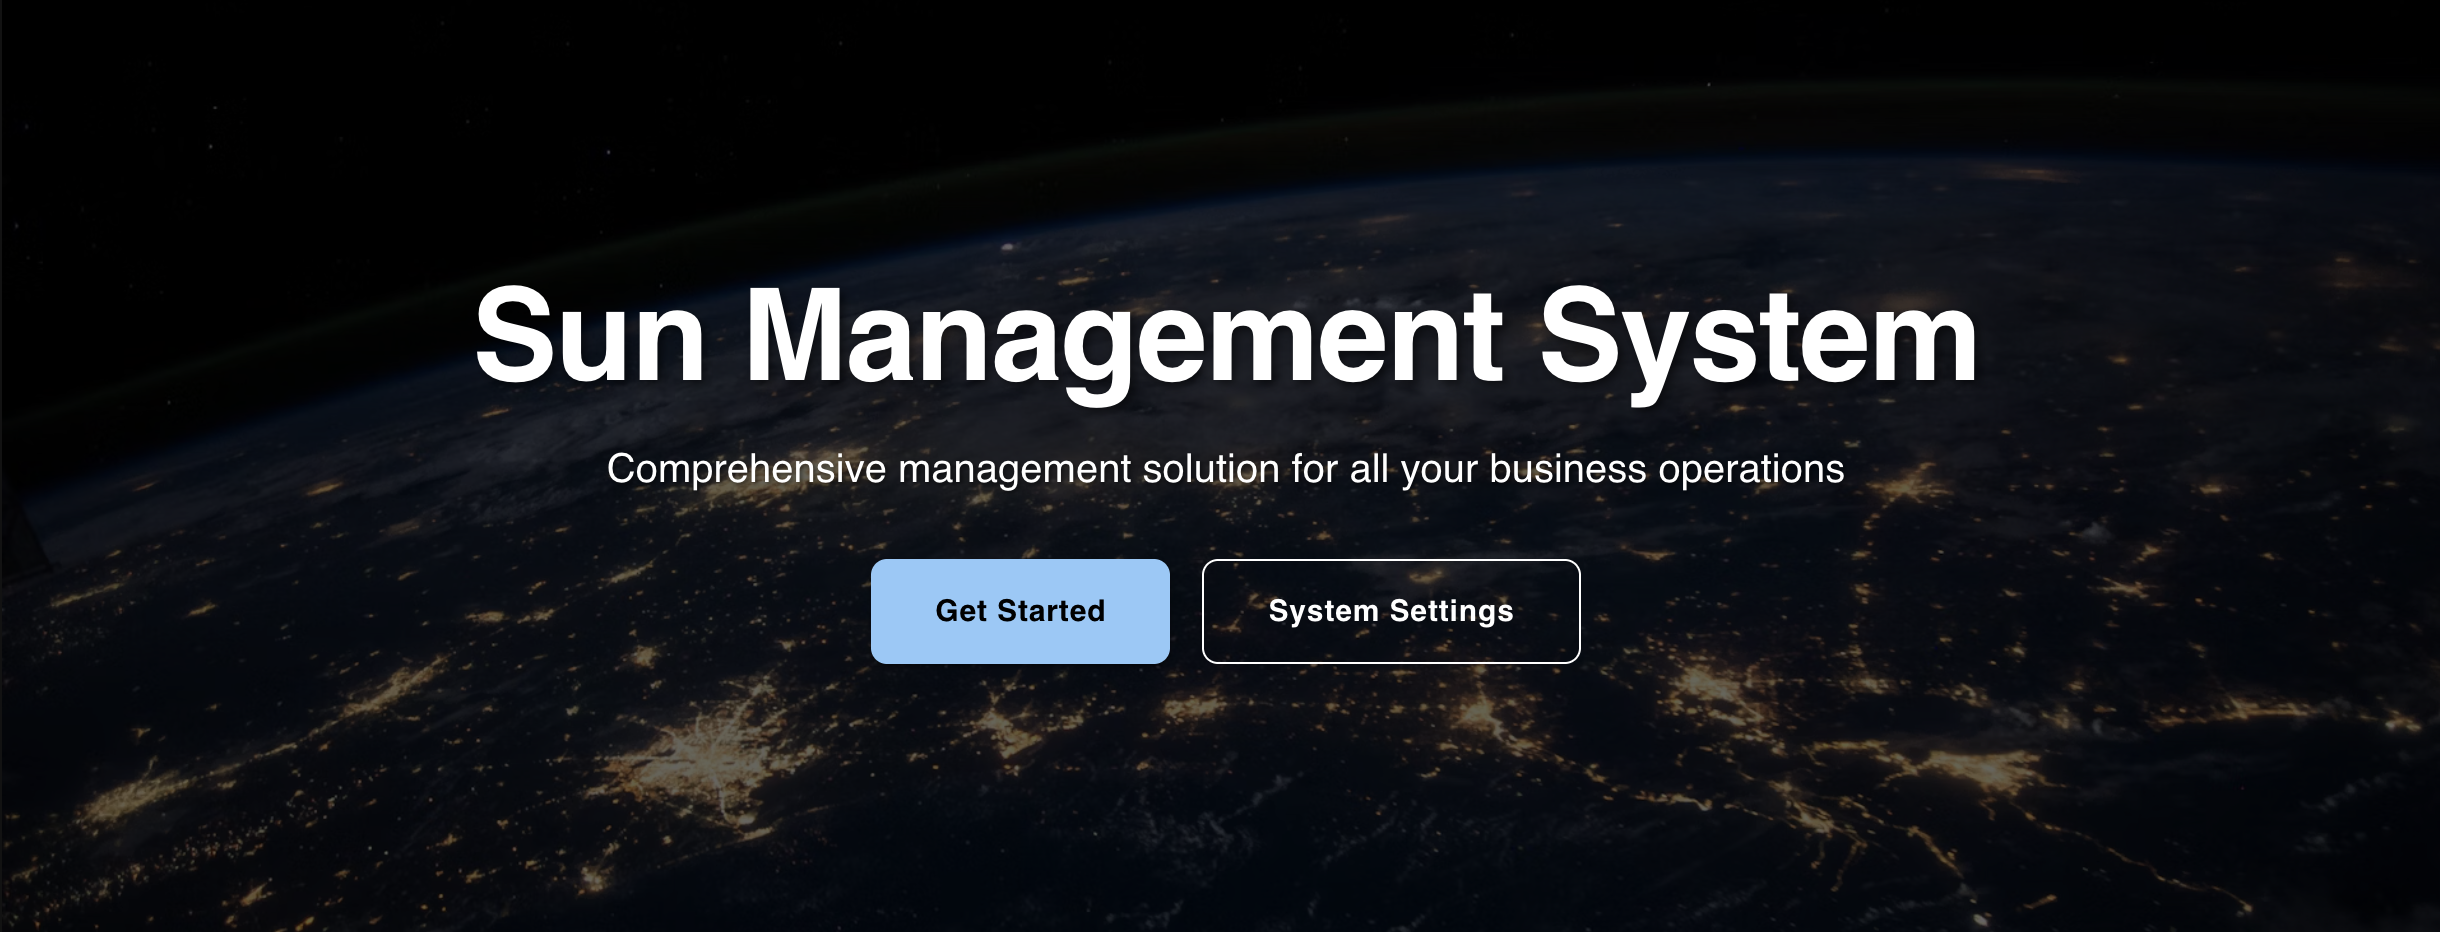 Sun Management System
Comprehensive management solution for all your business operations
Get Started
System Settings